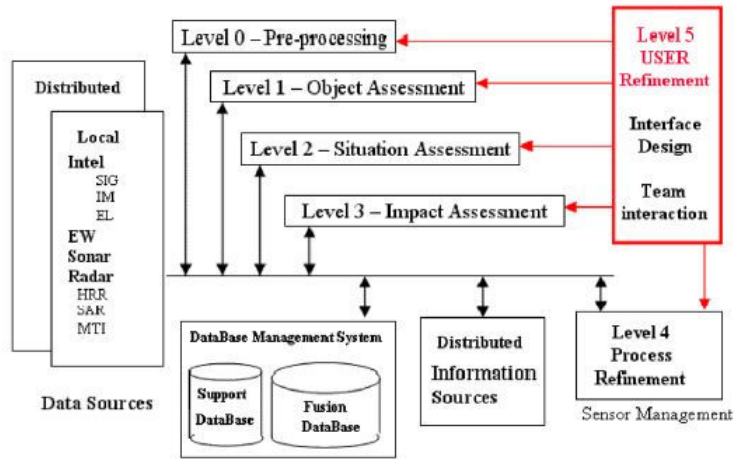 Level 0 – Pre-processing
Level 1 – Object Assessment
Level 2 – Situation Assessment
Level 3 – Impact Assessment
Level 5
USER
Refinement
Interface
Design
Team
interaction
Distributed
Local
Intel
SIG
IM
EL
EW
Sonar
Radar
HRR
SAR
MTI
Data Sources
DataBase Management System
Support
DataBase
Fusion
DataBase
Distributed
Information
Sources
Level 4
Process
Refinement
Sensor Management